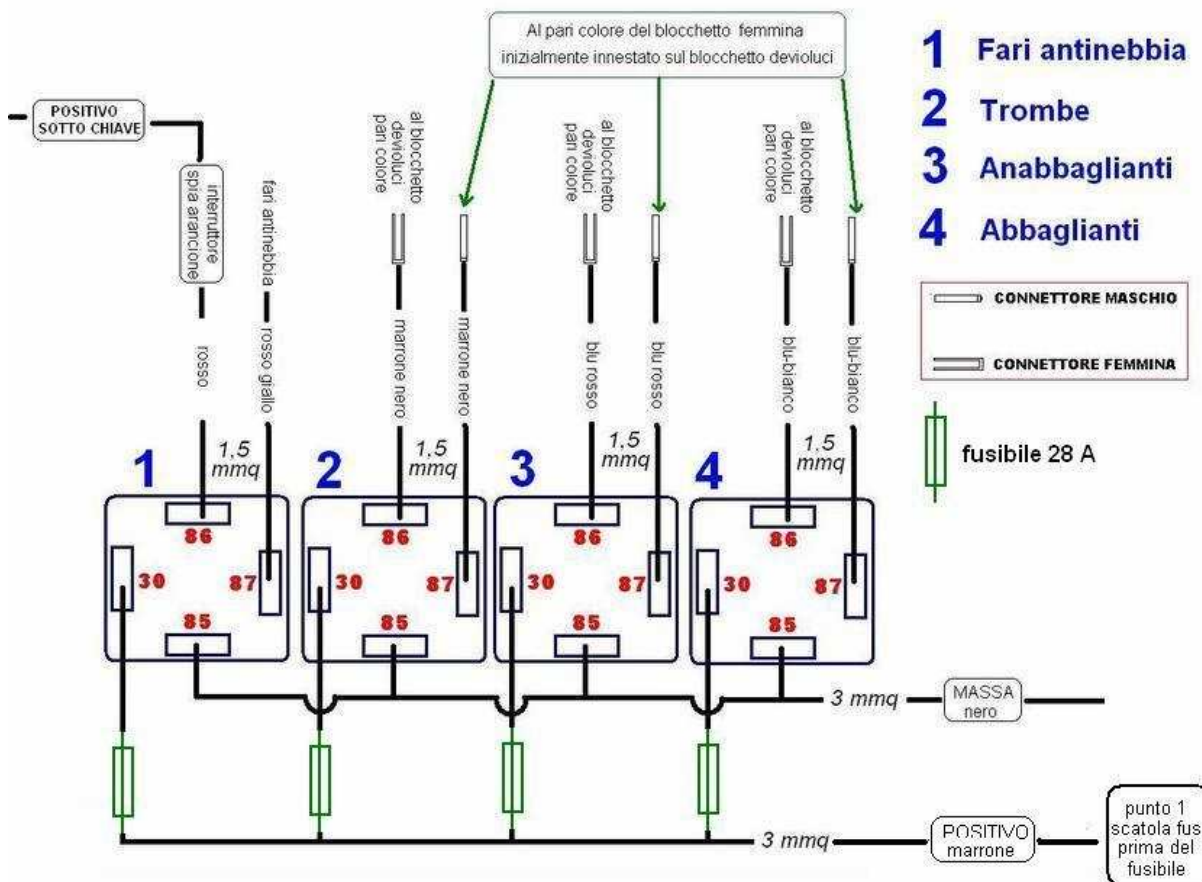 Al pari colore del blocchetto femmina
inizialmente innestato sul blocchetto devioluci
1 Fari antinebbia
2 Trombe
3 Anabbaglianti
4 Abbaglianti
POSITIVO
SOTTO CHIAVE
interruttore
spia arancione
fari antinebbia
al blocchetto
devioluci
pari colore
al blocchetto
devioluci
pari colore
al blocchetto
devioluci
pari colore
CONNETTORE MASCHIO
CONNETTORE FEMMINA
fusibile 28 A
rosso
rosso giallo
marrone nero
marrone nero
blu rosso
blu rosso
blu-bianco
blu-bianco
1
1,5
mmq
2
1,5
mmq
3
1,5
mmq
4
1,5
mmq
86
30
87
85
86
30
87
85
86
30
87
85
86
30
87
85
3 mmq
MASSA
nero
3 mmq
POSITIVO
marrone
punto 1
scatola fus
prima del
fusibile